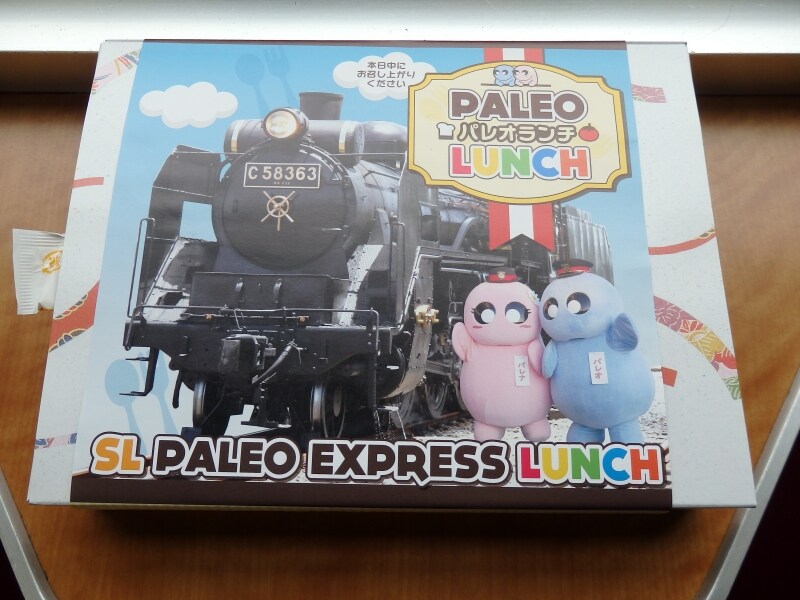 本日中に
お召し上がり
ください
PALEO
パレオランチ
LUNCH
C58363
パレナ
パレオ
SL PALEO EXPRESS LUNCH